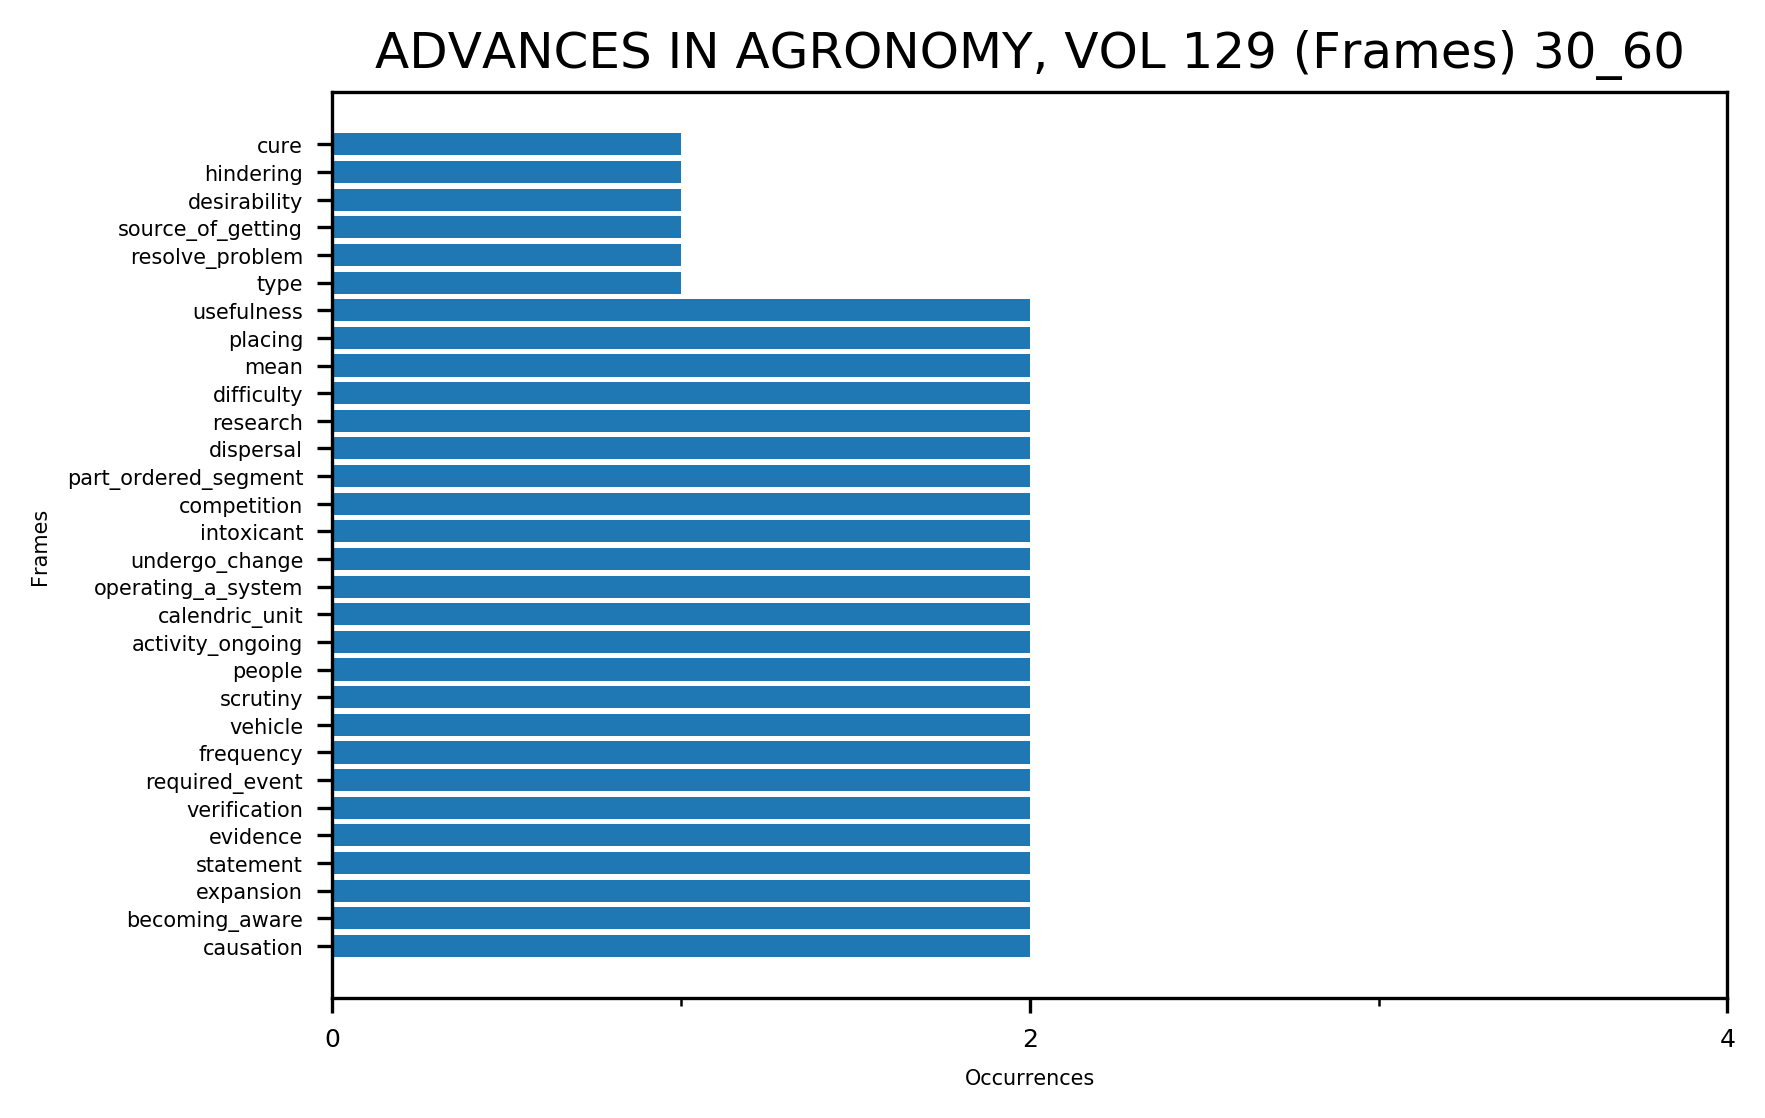 ADVANCES IN AGRONOMY, VOL 129 (Frames) 30_60
cure
hindering
desirability
source_of_getting
resolve_problem
type
usefulness
placing
mean
difficulty
research
dispersal
part_ordered_segment
competition
intoxicant
undergo_change
operating_a_system
calendric_unit
activity_ongoing
people
scrutiny
vehicle
frequency
required_event
verification
evidence
statement
expansion
becoming_aware
causation
Frames
0 2 4
Occurrences